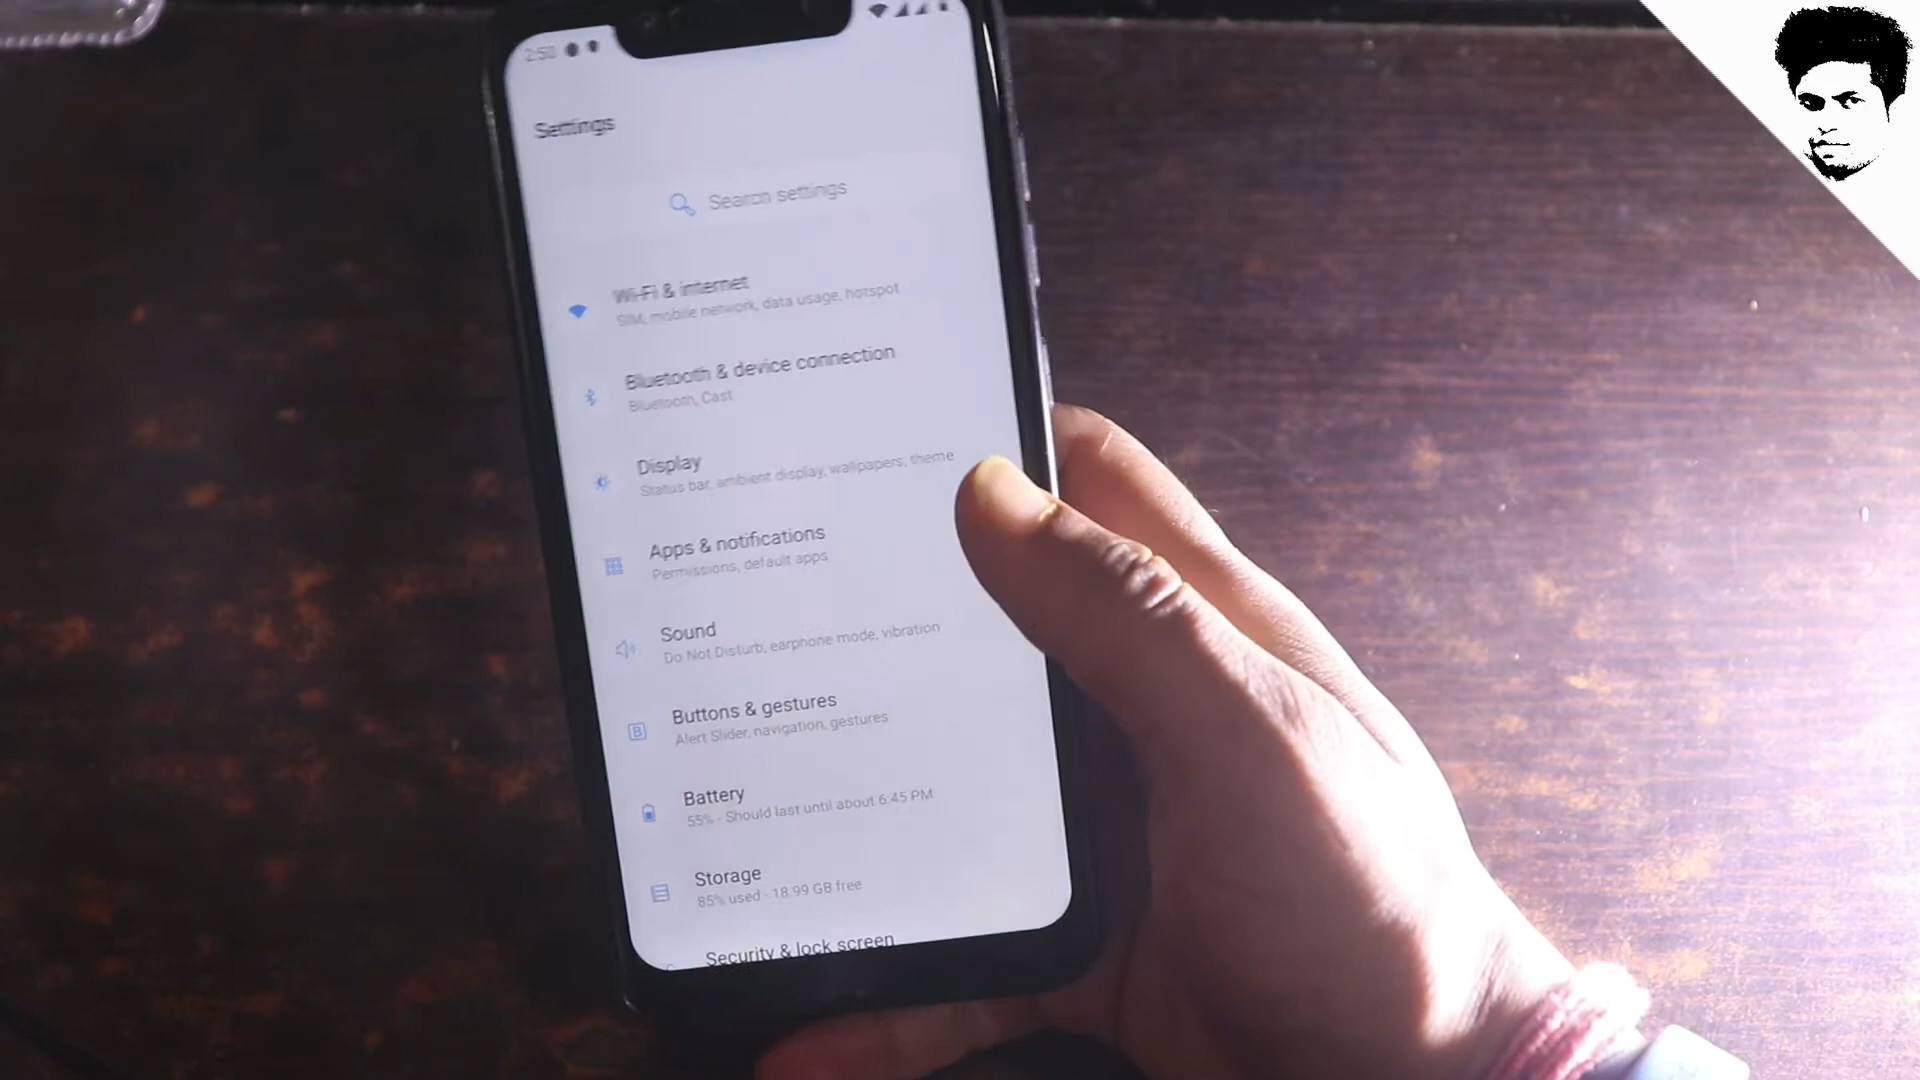 2:50
Settings
Search settings
Wi-Fi & internet
SIM, mobile network, data usage, hotspot
Bluetooth & device connection
Bluetooth, Cast
Display
Status bar, ambient display, wallpapers, theme
Apps & notifications
Permissions, default apps
Sound
Do Not Disturb, earphone mode, vibration
Buttons & gestures
Alert Slider, navigation, gestures
Battery
55% - Should last until about 6:45 PM
Storage
85% used - 18.99 GB free
Security & lock screen